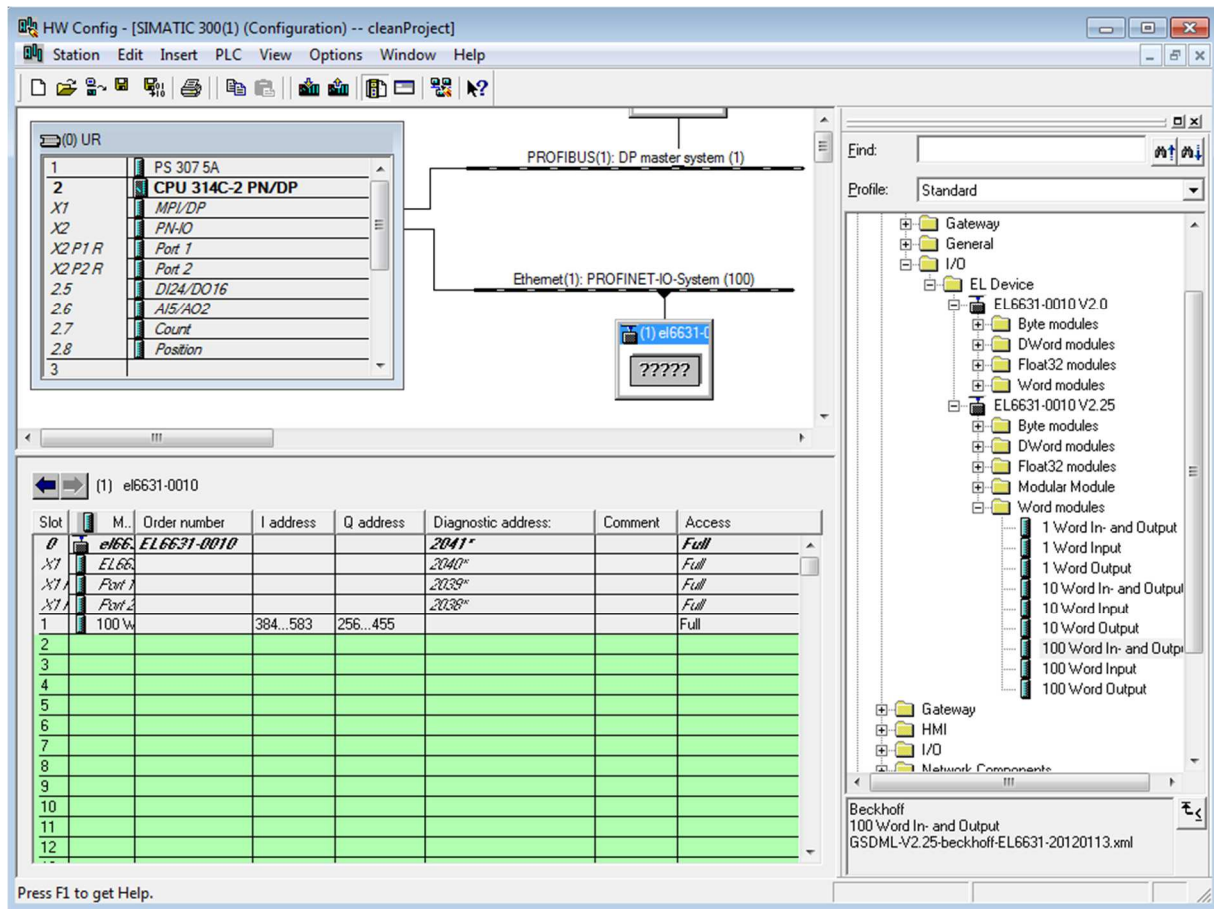 HW Config - [SIMATIC 300(1) (Configuration) -- cleanProject]
Station Edit Insert PLC View Options Window Help
(0) UR
1 PS 307 5A
2 CPU 314C-2 PN/DP
X1 MPI/DP
X2 PN-IO
X2 P1 R Port 1
X2 P2 R Port 2
2.5 DI24/DO16
2.6 AI5/AO2
2.7 Count
2.8 Position
3
PROFIBUS(1): DP master system (1)
Ethernet(1): PROFINET-IO-System (100)
(1) el6631-0
?????
(1) el6631-0010
Slot M... Order number I address Q address Diagnostic address: Comment Access
0 el66. EL6631-0010 2041* Full
X1 EL66. 2040* Full
X1 Port 1 2039* Full
X1 Port 2 2038* Full
1 100 W 384...583 256...455 Full
2
3
4
5
6
7
8
9
10
11
12
Find:
Profile: Standard
Gateway
General
I/O
EL Device
EL6631-0010 V2.0
Byte modules
DWord modules
Float32 modules
Word modules
EL6631-0010 V2.25
Byte modules
DWord modules
Float32 modules
Modular Module
Word modules
1 Word In- and Output
1 Word Input
1 Word Output
10 Word In- and Output
10 Word Input
10 Word Output
100 Word In- and Outpu
100 Word Input
100 Word Output
Gateway
HMI
I/O
Network Components
Beckhoff
100 Word In- and Output
GSDML-V2.25-beckhoff-EL6631-20120113.xml
Press F1 to get Help.